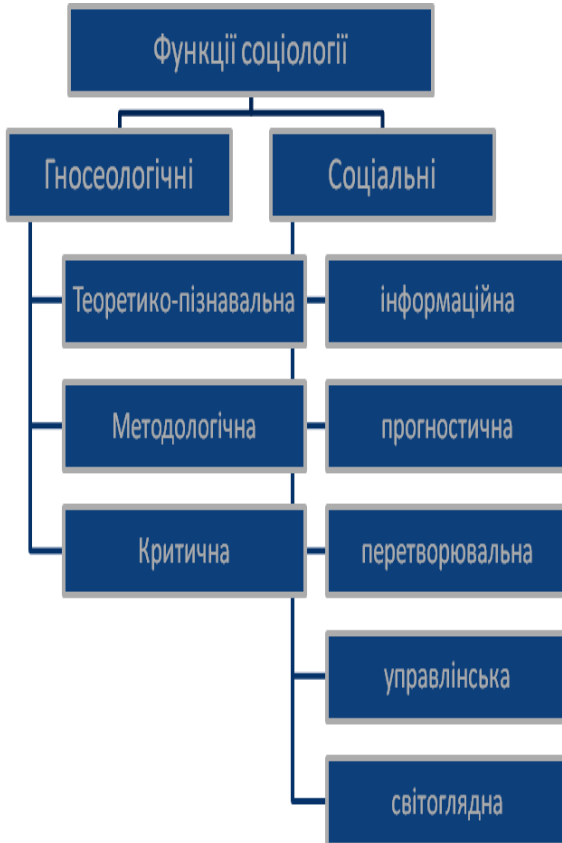 Функції соціології
Гносеологічні
Соціальні
Теоретико-пізнавальна
інформаційна
Методологічна
прогностична
Критична
перетворювальна
управлінська
світоглядна